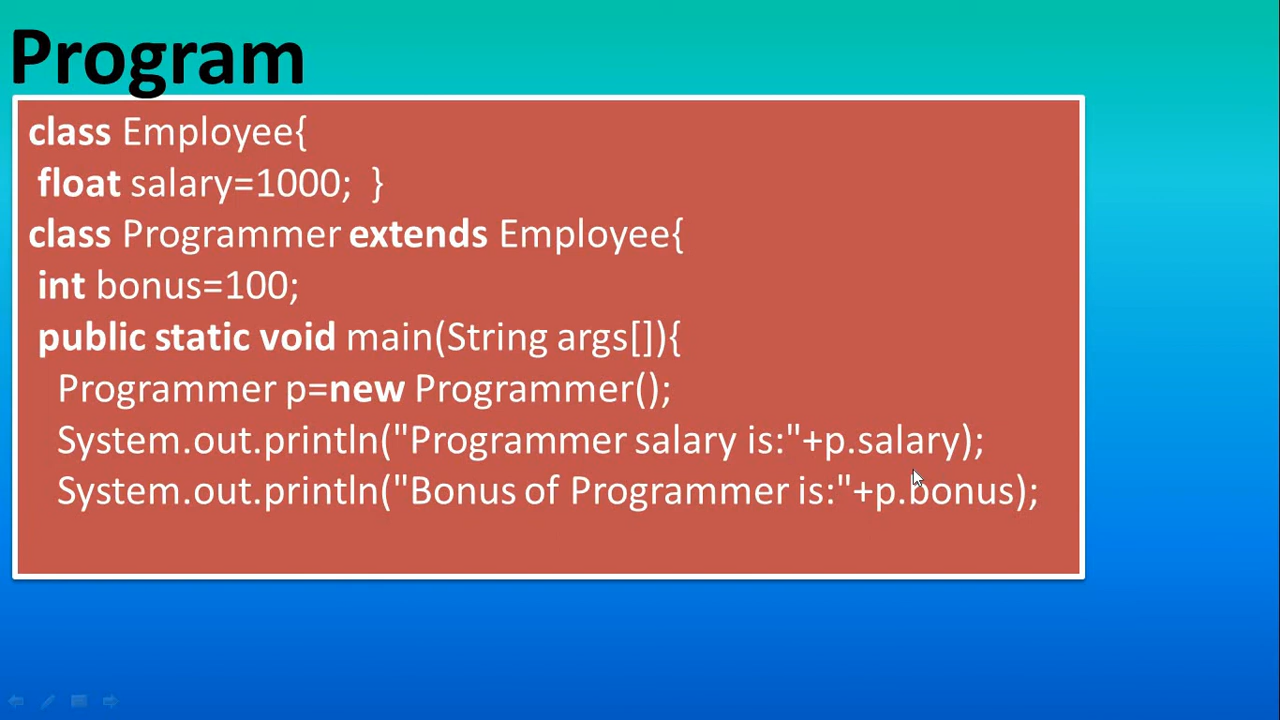 Program
class Employee{
float salary=1000; }
class Programmer extends Employee{
int bonus=100;
public static void main(String args[]){
Programmer p=new Programmer();
System.out.println("Programmer salary is:"+p.salary);
System.out.println("Bonus of Programmer is:"+p.bonus);